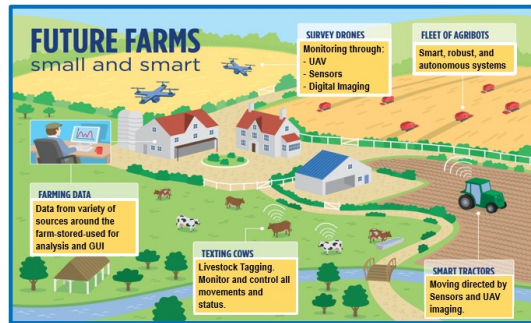 FUTURE FARMS
small and smart
SURVEY DRONES
Monitoring through:
- UAV
- Sensors
- Digital Imaging
FLEET OF AGRIBOTS
Smart, robust, and
autonomous systems
FARMING DATA
Data from variety of
sources around the
farm-stored-used for
analysis and GUI
TEXTING COWS
Livestock Tagging.
Monitor and control all
movements and
status.
SMART TRACTORS
Moving directed by
Sensors and UAV
imaging.